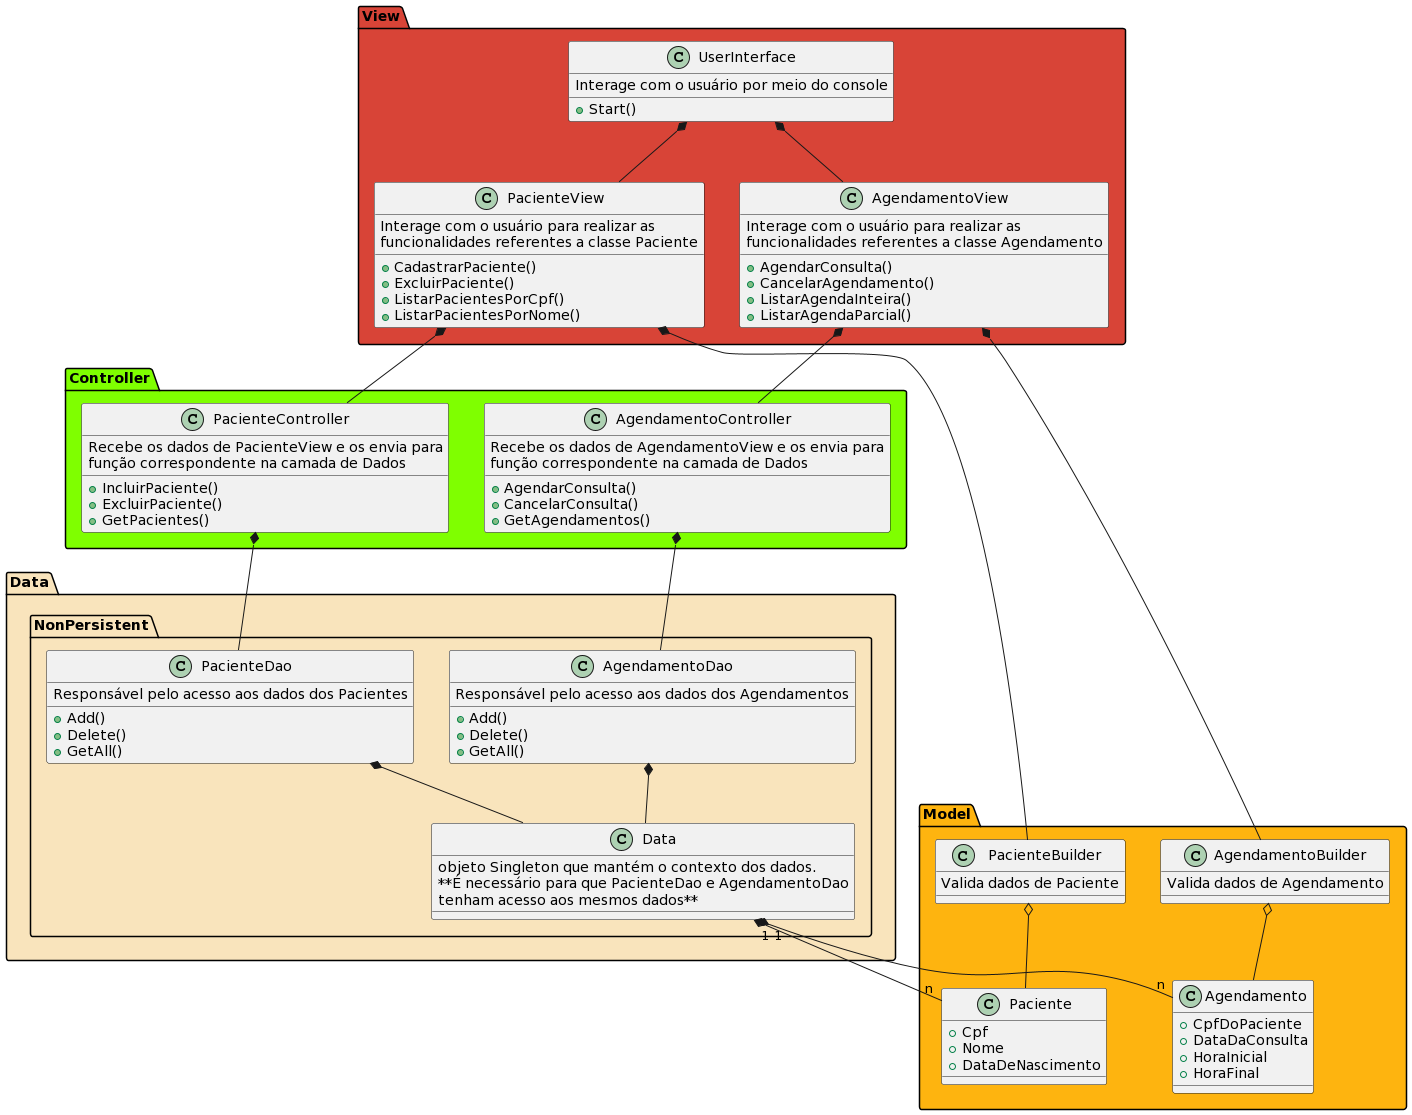 View
C UserInterface
Interage com o usuário por meio do console
Start()
C PacienteView
Interage com o usuário para realizar as
funcionalidades referentes a classe Paciente
CadastrarPaciente()
ExcluirPaciente()
ListarPacientesPorCpf()
ListarPacientesPorNome()
C AgendamentoView
Interage com o usuário para realizar as
funcionalidades referentes a classe Agendamento
AgendarConsulta()
CancelarAgendamento()
ListarAgendaInteira()
ListarAgendaParcial()
Controller
C PacienteController
Recebe os dados de PacienteView e os envia para
função correspondente na camada de Dados
IncluirPaciente()
ExcluirPaciente()
GetPacientes()
C AgendamentoController
Recebe os dados de AgendamentoView e os envia para
função correspondente na camada de Dados
AgendarConsulta()
CancelarConsulta()
GetAgendamentos()
Data
NonPersistent
C PacienteDao
Responsável pelo acesso aos dados dos Pacientes
Add()
Delete()
GetAll()
C AgendamentoDao
Responsável pelo acesso aos dados dos Agendamentos
Add()
Delete()
GetAll()
C Data
objeto Singleton que mantém o contexto dos dados.
**É necessário para que PacienteDao e AgendamentoDao
tenham acesso aos mesmos dados**
1 1
Model
C PacienteBuilder
Valida dados de Paciente
C AgendamentoBuilder
Valida dados de Agendamento
n
n
C Paciente
Cpf
Nome
DataDeNascimento
C Agendamento
CpfDoPaciente
DataDaConsulta
HoraInicial
HoraFinal